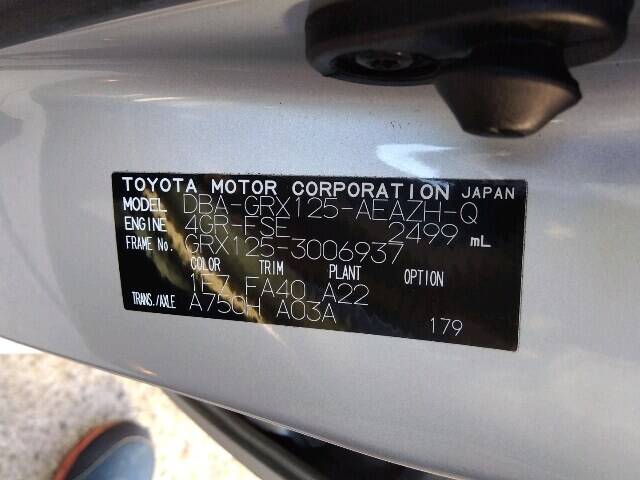 TOYOTA MOTOR CORPORATION JAPAN
MODEL DBA-GRX125-AEAZH-Q
ENGINE 4GR-FSE 2499 mL
FRAME No. GRX125-3006937
COLOR TRIM PLANT OPTION
1F7 FA40 A22
TRANS./AXLE A750H A03A
179